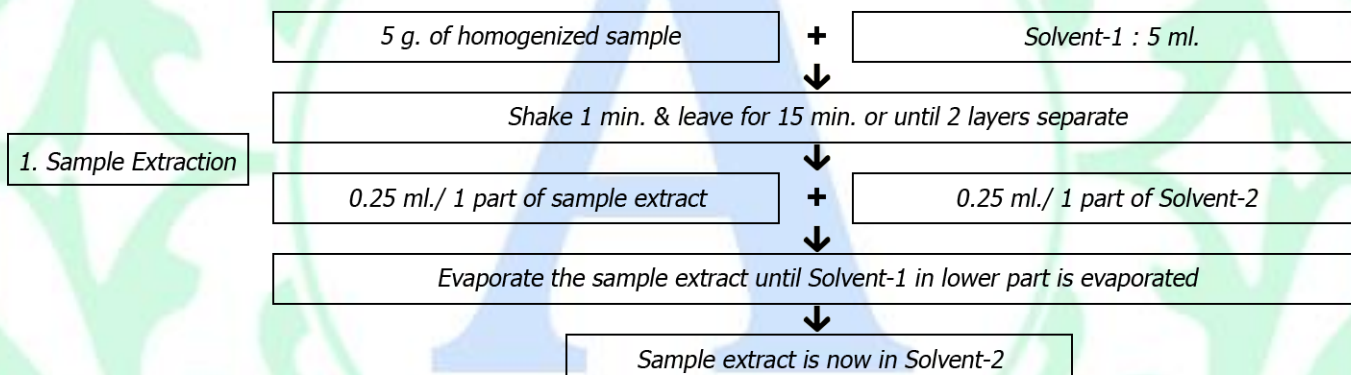 5 g. of homogenized sample + Solvent-1 : 5 ml.
Shake 1 min. & leave for 15 min. or until 2 layers separate
1. Sample Extraction
0.25 ml./ 1 part of sample extract + 0.25 ml./ 1 part of Solvent-2
Evaporate the sample extract until Solvent-1 in lower part is evaporated
Sample extract is now in Solvent-2